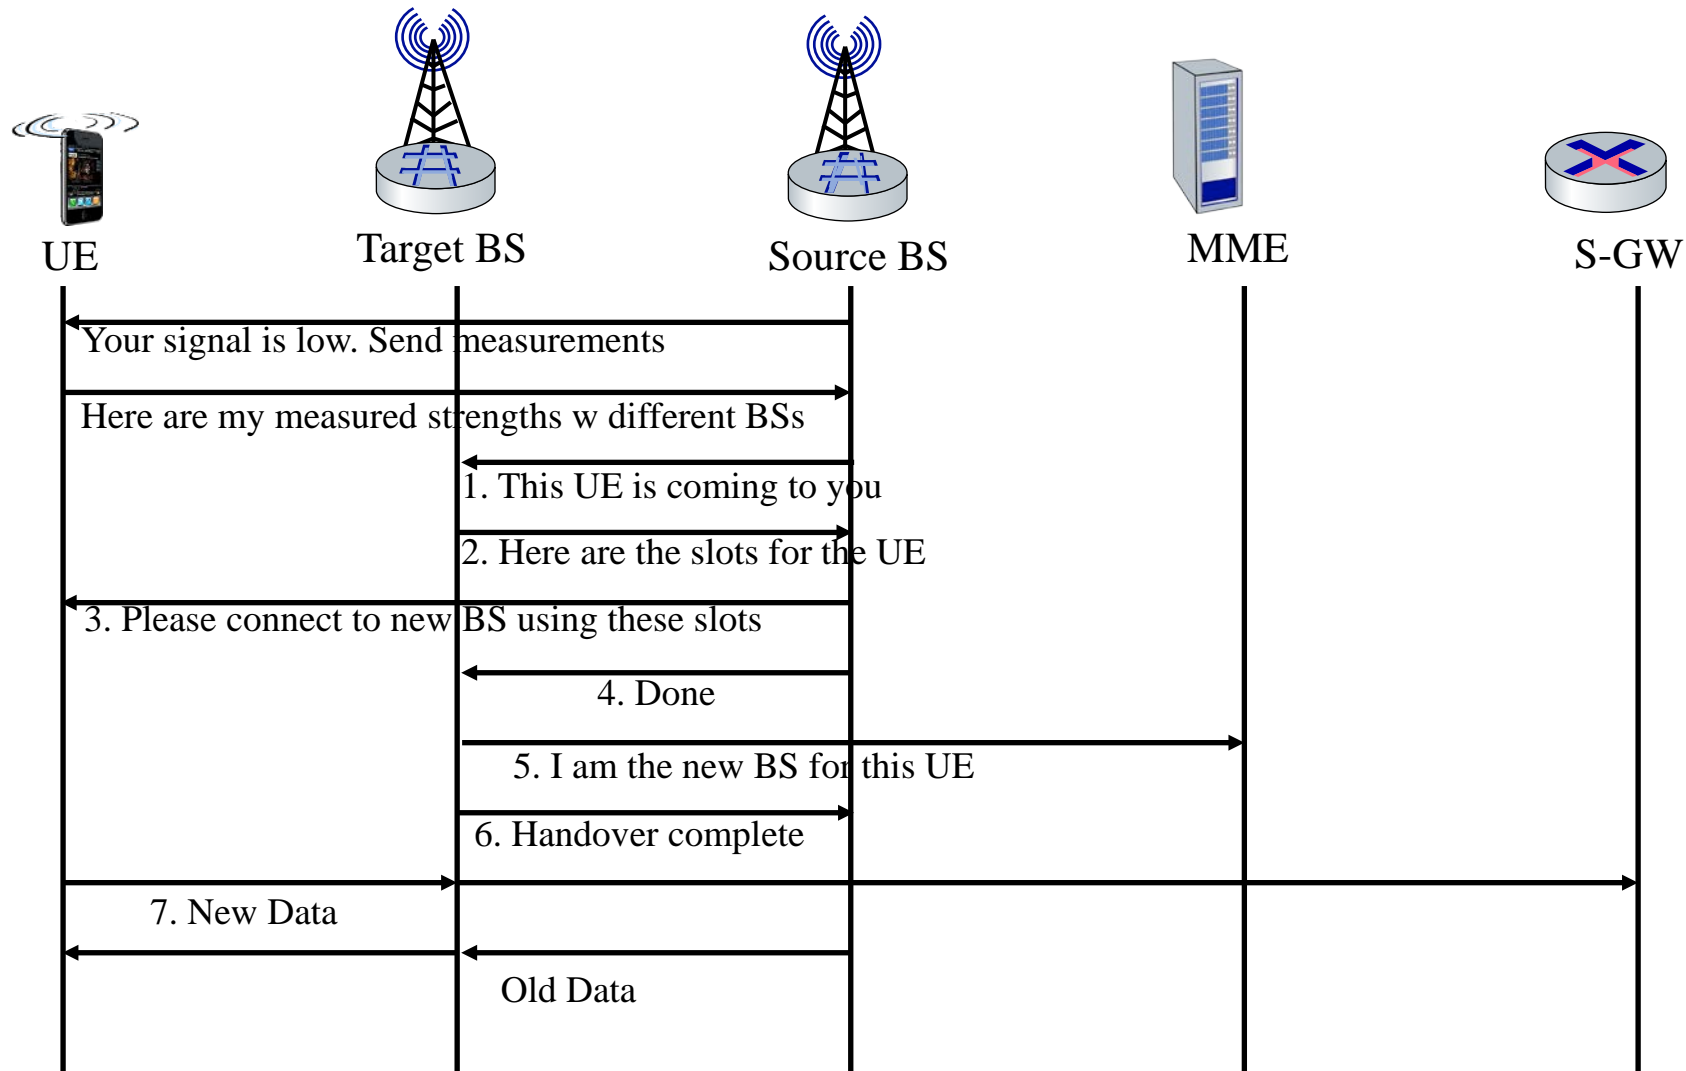 UE
Target BS
Source BS
MME
S-GW
Your signal is low. Send measurements
Here are my measured strengths w different BSs
1. This UE is coming to you
2. Here are the slots for the UE
3. Please connect to new BS using these slots
4. Done
5. I am the new BS for this UE
6. Handover complete
7. New Data
Old Data